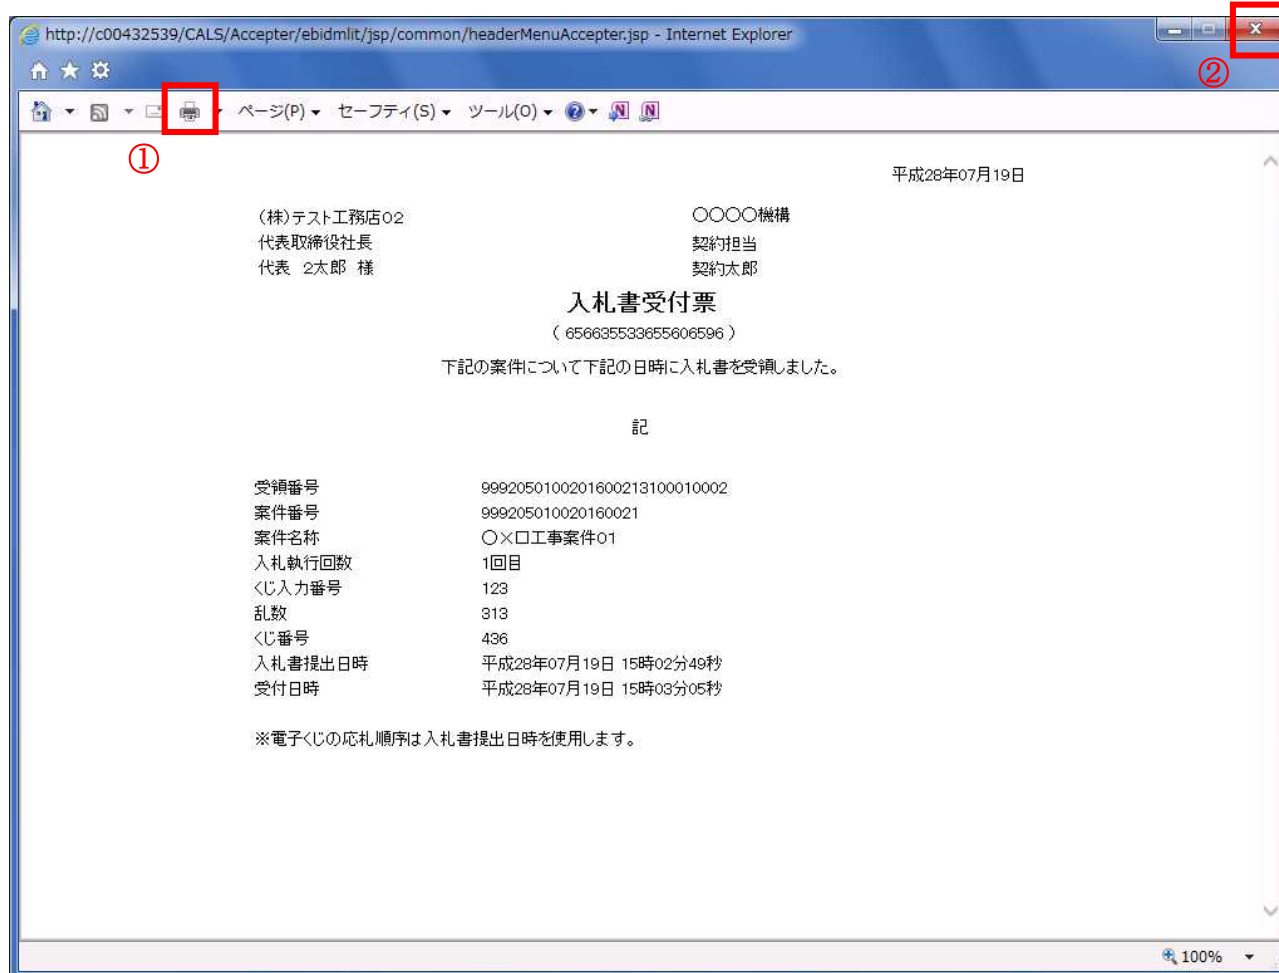 http://c00432539/CALS/Accepter/ebidmlit/jsp/common/headerMenuAccepter.jsp - Internet Explorer
②
ページ(P) セーフティ(S) ツール(O)
①
平成28年07月19日
(株)テスト工務店02 〇〇〇〇機構
代表取締役社長 契約担当
代表 2太郎 様 契約太郎
入札書受付票
( 656635533655606596 )
下記の案件について下記の日時に入札書を受領しました。
記
受領番号 9992050100201600213100010002
案件番号 999205010020160021
案件名称 〇×口工事案件01
入札執行回数 1回目
くじ入力番号 123
乱数 313
くじ番号 436
入札書提出日時 平成28年07月19日 15時02分49秒
受付日時 平成28年07月19日 15時03分05秒
※電子くじの応札順序は入札書提出日時を使用します。
100%